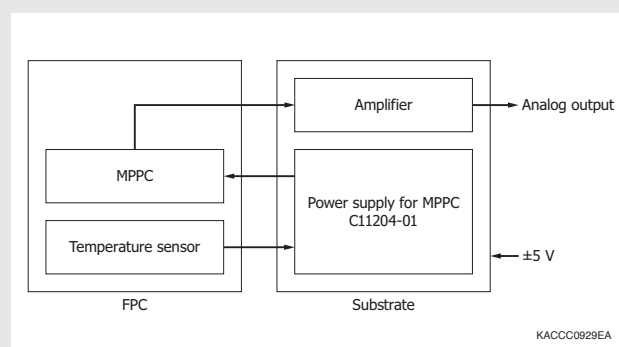 Amplifier
Analog output
MPPC
Power supply for MPPC
C11204-01
Temperature sensor
±5 V
FPC
Substrate
KACCC0929EA